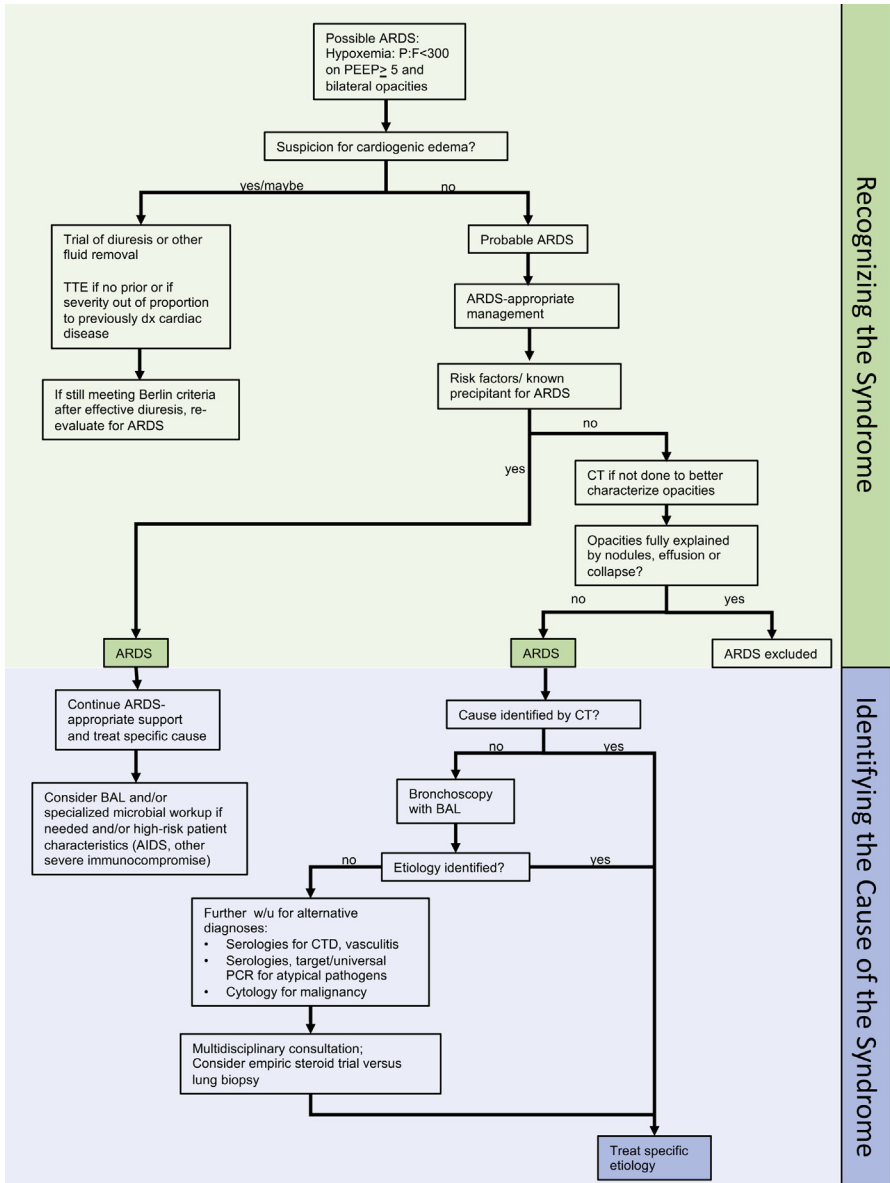 Possible ARDS:
Hypoxemia: P:F<300
on PEEP≥ 5 and
bilateral opacities
Suspicion for cardiogenic edema?
yes/maybe
no
Trial of diuresis or other
fluid removal
TTE if no prior or if
severity out of proportion
to previously dx cardiac
disease
If still meeting Berlin criteria
after effective diuresis, re-
evaluate for ARDS
Probable ARDS
ARDS-appropriate
management
Risk factors/ known
precipitant for ARDS
no
yes
CT if not done to better
characterize opacities
Opacities fully explained
by nodules, effusion or
collapse?
no
yes
ARDS
ARDS
ARDS excluded
Recognizing the Syndrome
Continue ARDS-
appropriate support
and treat specific cause
Consider BAL and/or
specialized microbial workup if
needed and/or high-risk patient
characteristics (AIDS, other
severe immunocompromise)
Cause identified by CT?
no
yes
Bronchoscopy
with BAL
Etiology identified?
no
yes
Further w/u for alternative
diagnoses:
• Serologies for CTD, vasculitis
• Serologies, target/universal
PCR for atypical pathogens
• Cytology for malignancy
Multidisciplinary consultation;
Consider empiric steroid trial versus
lung biopsy
Treat specific
etiology
Identifying the Cause of the Syndrome